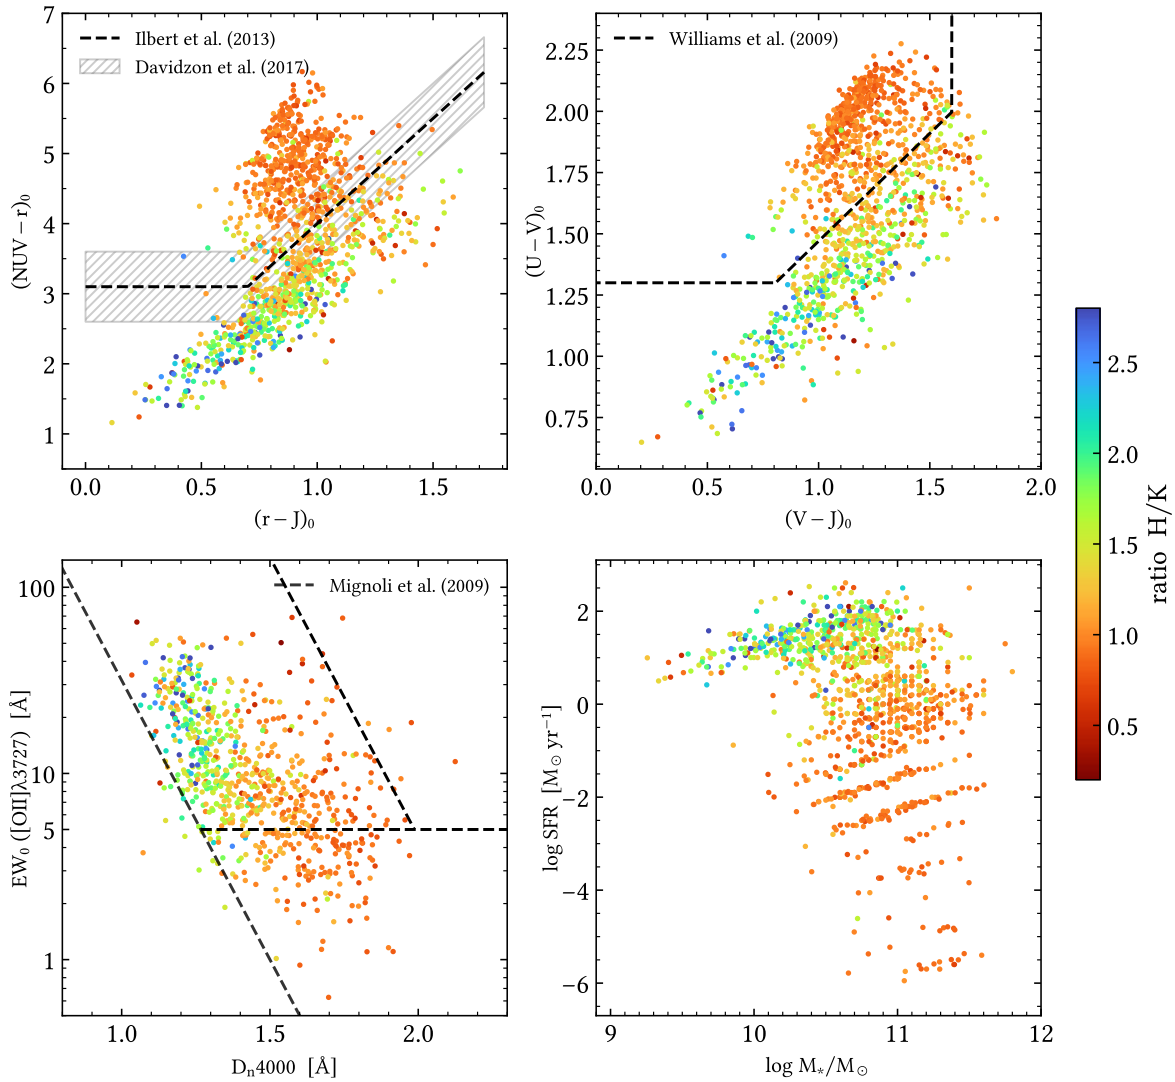 7
6
5
4
3
2
1
(NUV − r)₀
Ilbert et al. (2013)
Davidzon et al. (2017)
0.0 0.5 1.0 1.5
(r − J)₀
2.25
2.00
1.75
1.50
1.25
1.00
0.75
(U − V)₀
Williams et al. (2009)
0.0 0.5 1.0 1.5 2.0
(V − J)₀
100
10
5
1
EW₀ ([OII]λ3727) [Å]
Mignoli et al. (2009)
1.0 1.5 2.0
Dₙ4000 [Å]
2
0
−2
−4
−6
log SFR [M⊙ yr⁻¹]
9 10 11 12
log M*/M⊙
2.5
2.0
1.5
1.0
0.5
ratio H/K